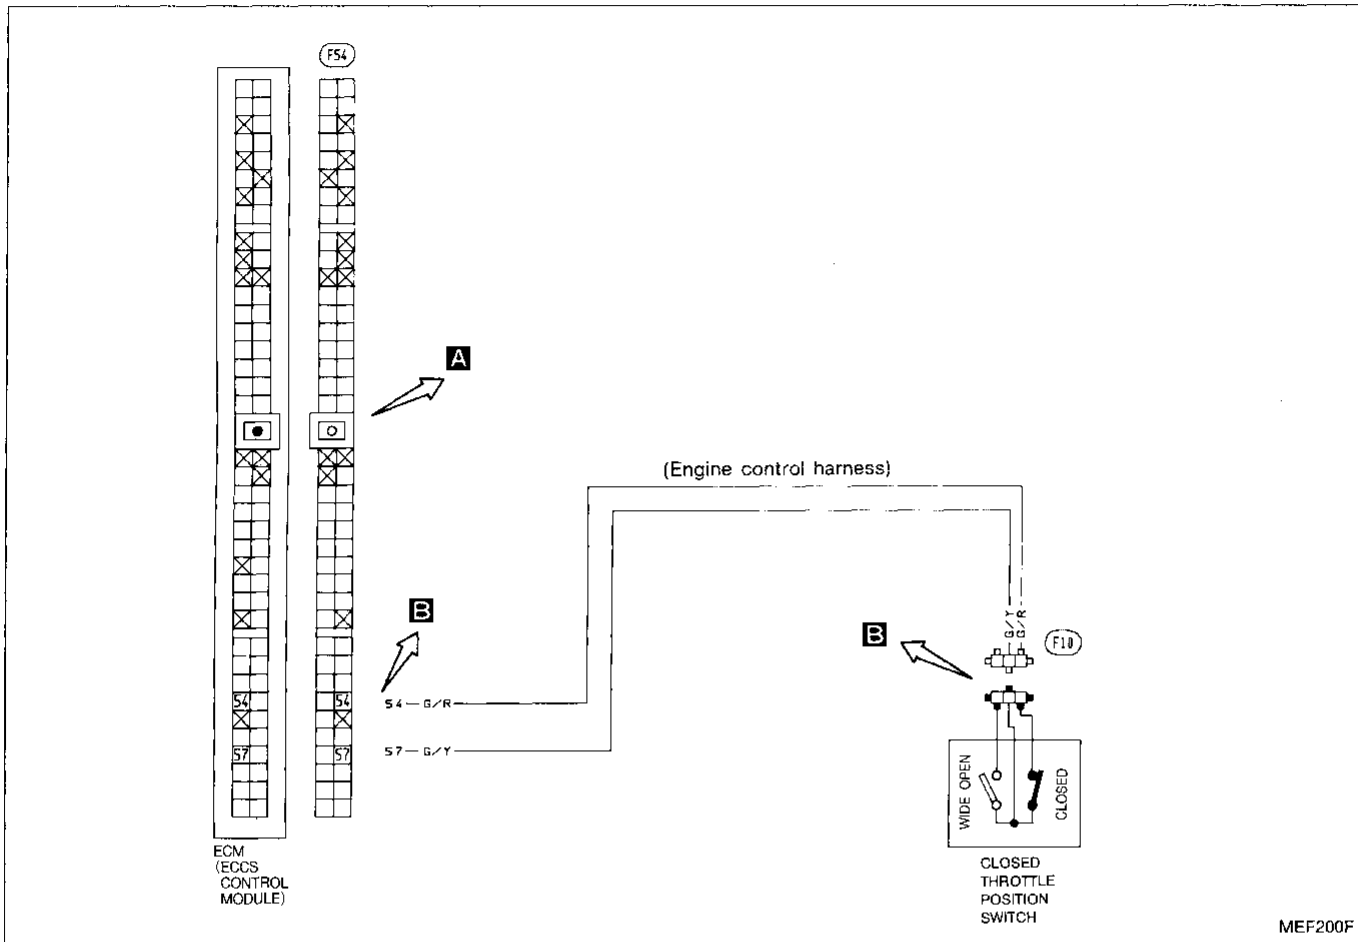 F54
A
(Engine control harness)
B
B
G/Y
G/R
F10
54
54
54 G/R
57
57
57 G/Y
WIDE OPEN
CLOSED
ECM
(ECCS
CONTROL
MODULE)
CLOSED
THROTTLE
POSITION
SWITCH
MEF200F